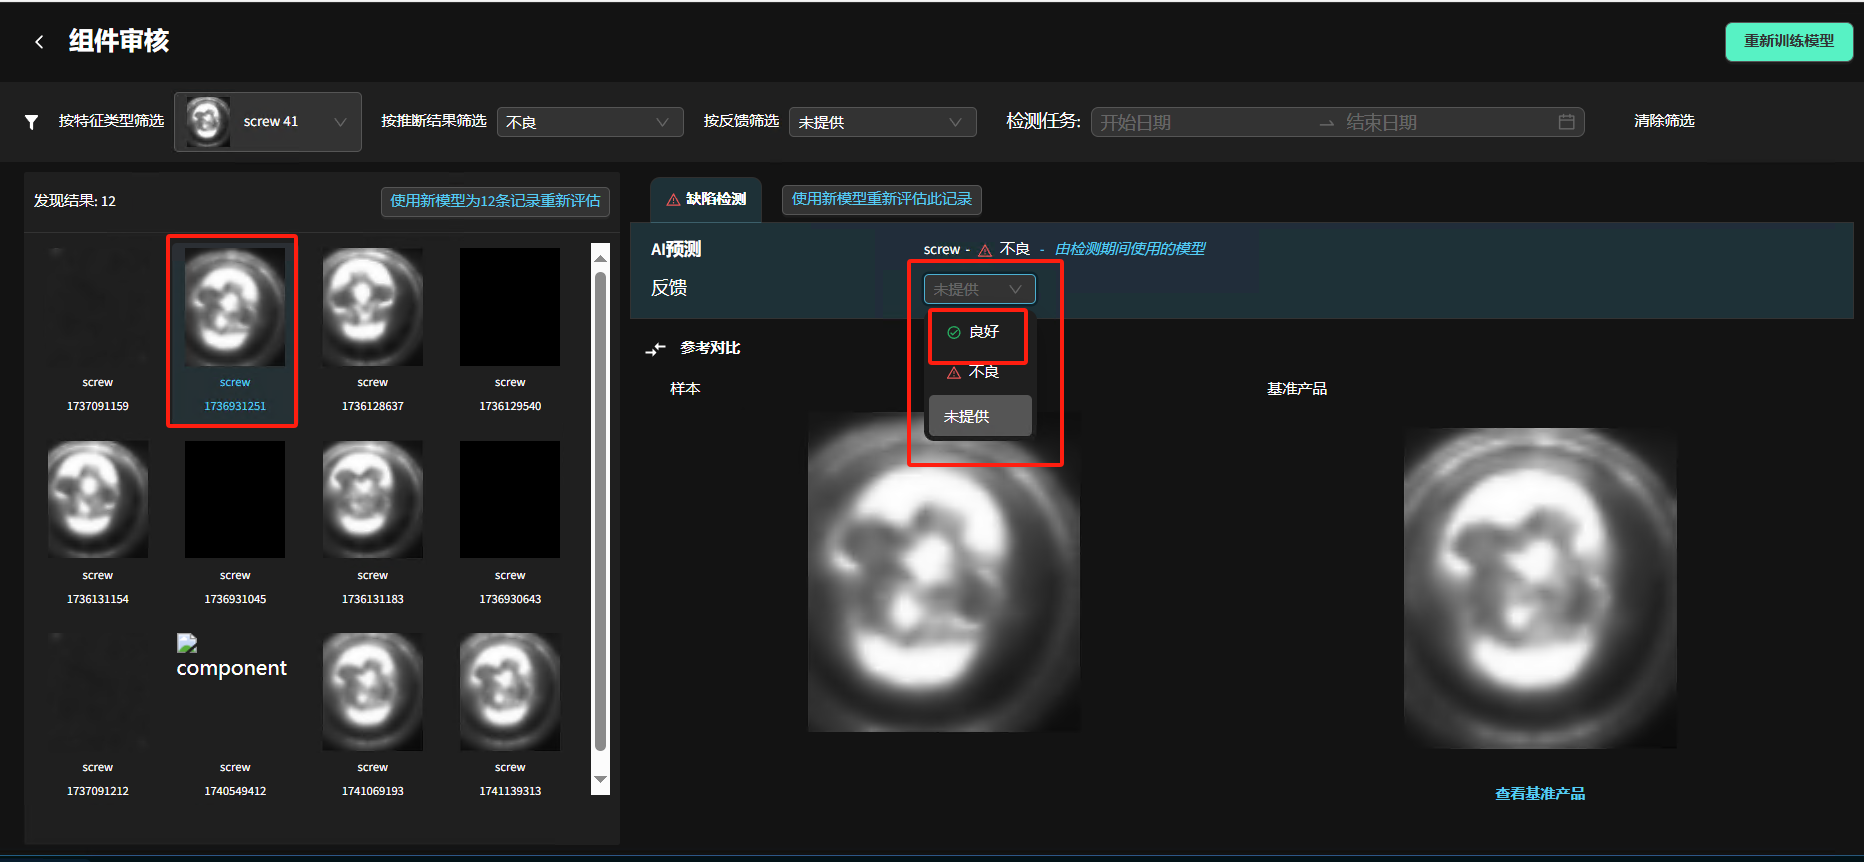 组件审核
重新训练模型
按特征类型筛选 screw 41 按推断结果筛选 不良 按反馈筛选 未提供 检测任务: 开始日期 → 结束日期 清除筛选
发现结果: 12 使用新模型为12条记录重新评估
screw screw screw screw
1737091159 1736931251 1736128637 1736129540
screw screw screw screw
1736131154 1736931045 1736131183 1736930643
component
screw screw screw screw
1737091212 1740549412 1741069193 1741139313
缺陷检测 使用新模型重新评估此记录
AI预测 screw - 不良 - 由检测期间使用的模型
反馈 未提供
良好
不良
未提供
参考对比
样本 基准产品
查看基准产品